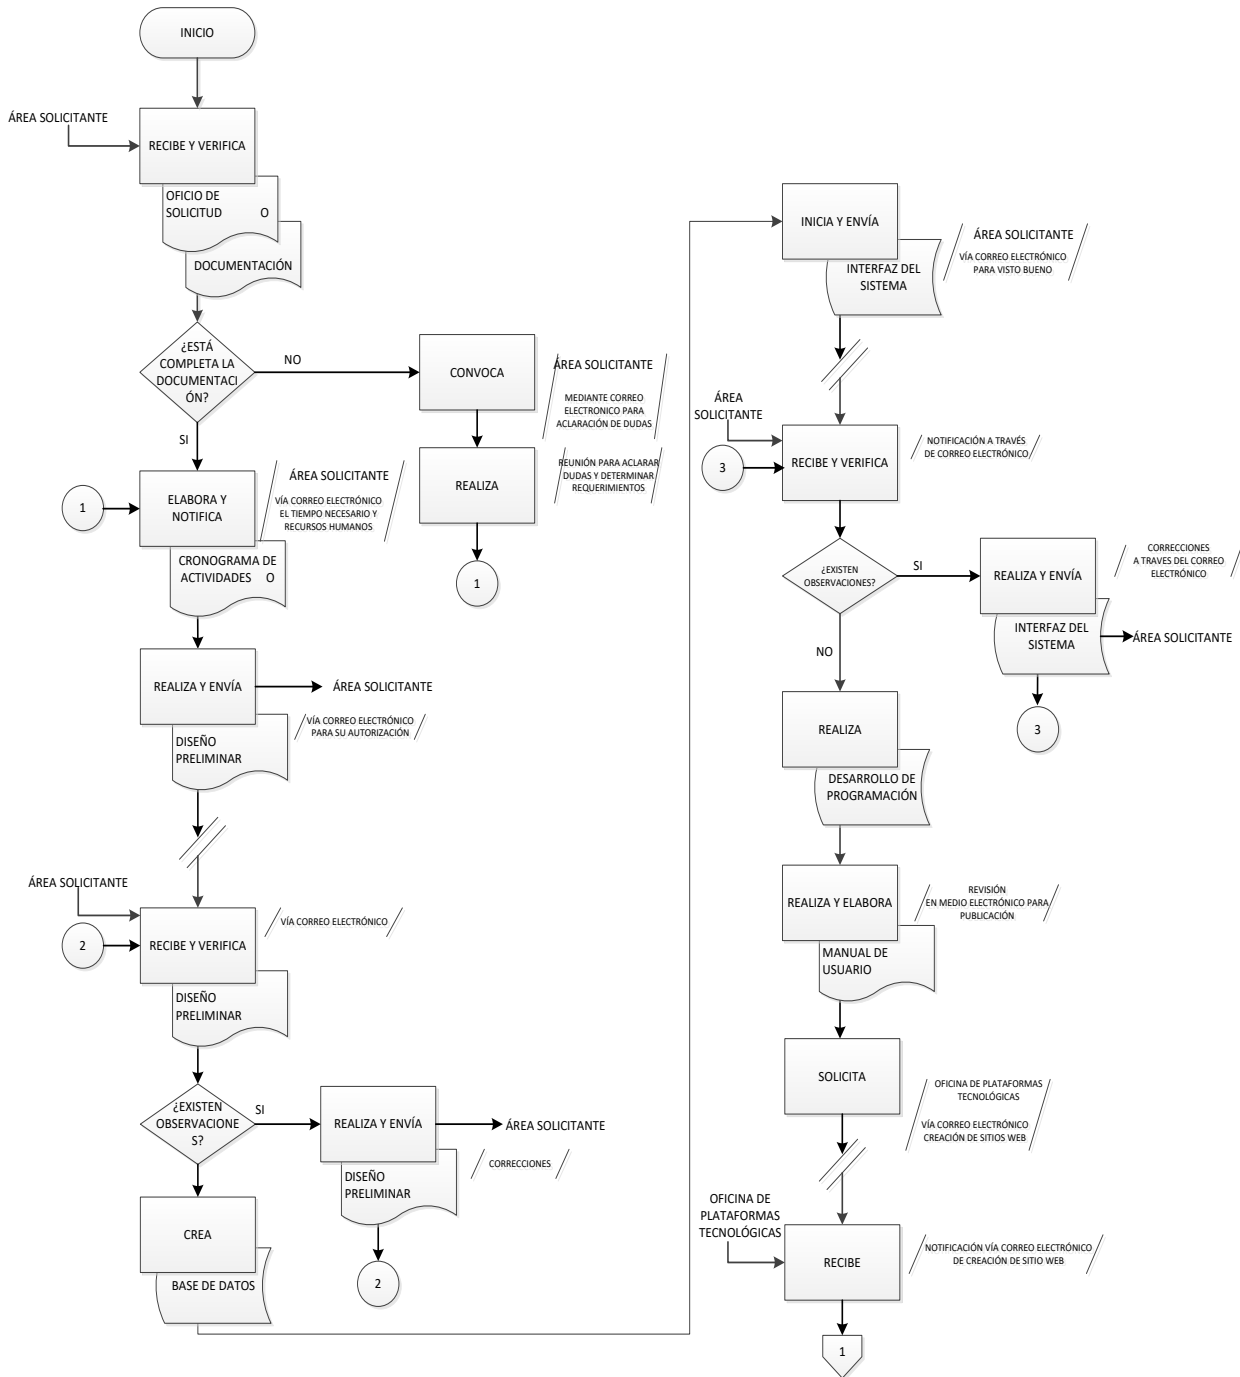 INICIO
ÁREA SOLICITANTE
RECIBE Y VERIFICA
OFICIO DE
SOLICITUD O
DOCUMENTACIÓN
¿ESTÁ
COMPLETA LA
DOCUMENTACI
ÓN?
NO
SI
CONVOCA
ÁREA SOLICITANTE
MEDIANTE CORREO
ELECTRONICO PARA
ACLARACIÓN DE DUDAS
REALIZA
REUNIÓN PARA ACLARAR
DUDAS Y DETERMINAR
REQUERIMIENTOS
1
1
ELABORA Y
NOTIFICA
ÁREA SOLICITANTE
VÍA CORREO ELECTRÓNICO
EL TIEMPO NECESARIO Y
RECURSOS HUMANOS
CRONOGRAMA DE
ACTIVIDADES O
REALIZA Y ENVÍA
ÁREA SOLICITANTE
VÍA CORREO ELECTRÓNICO
PARA SU AUTORIZACIÓN
DISEÑO
PRELIMINAR
ÁREA SOLICITANTE
2
RECIBE Y VERIFICA
VÍA CORREO ELECTRÓNICO
DISEÑO
PRELIMINAR
¿EXISTEN
OBSERVACIONE
S?
SI
REALIZA Y ENVÍA
ÁREA SOLICITANTE
CORRECCIONES
DISEÑO
PRELIMINAR
2
CREA
BASE DE DATOS
INICIA Y ENVÍA
ÁREA SOLICITANTE
VÍA CORREO ELECTRÓNICO
PARA VISTO BUENO
INTERFAZ DEL
SISTEMA
ÁREA
SOLICITANTE
3
RECIBE Y VERIFICA
NOTIFICACIÓN A TRAVÉS
DE CORREO ELECTRÓNICO
¿EXISTEN
OBSERVACIONES?
SI
NO
REALIZA Y ENVÍA
CORRECCIONES
A TRAVES DEL CORREO
ELECTRÓNICO
INTERFAZ DEL
SISTEMA
ÁREA SOLICITANTE
3
REALIZA
DESARROLLO DE
PROGRAMACIÓN
REALIZA Y ELABORA
REVISIÓN
EN MEDIO ELECTRÓNICO PARA
PUBLICACIÓN
MANUAL DE
USUARIO
SOLICITA
OFICINA DE PLATAFORMAS
TECNOLÓGICAS
VÍA CORREO ELECTRÓNICO
CREACIÓN DE SITIOS WEB
OFICINA DE
PLATAFORMAS
TECNOLÓGICAS
RECIBE
NOTIFICACIÓN VÍA CORREO ELECTRÓNICO
DE CREACIÓN DE SITIO WEB
1